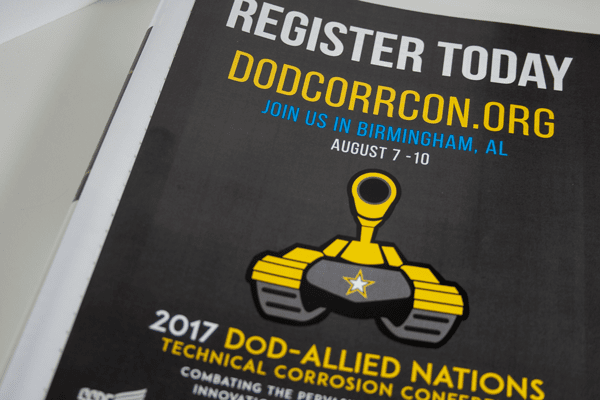 REGISTER TODAY
DODCORRCON.ORG
JOIN US IN BIRMINGHAM, AL
AUGUST 7 -10
2017 DoD-ALLIED NATIONS
TECHNICAL CORROSION
COMBATING THE